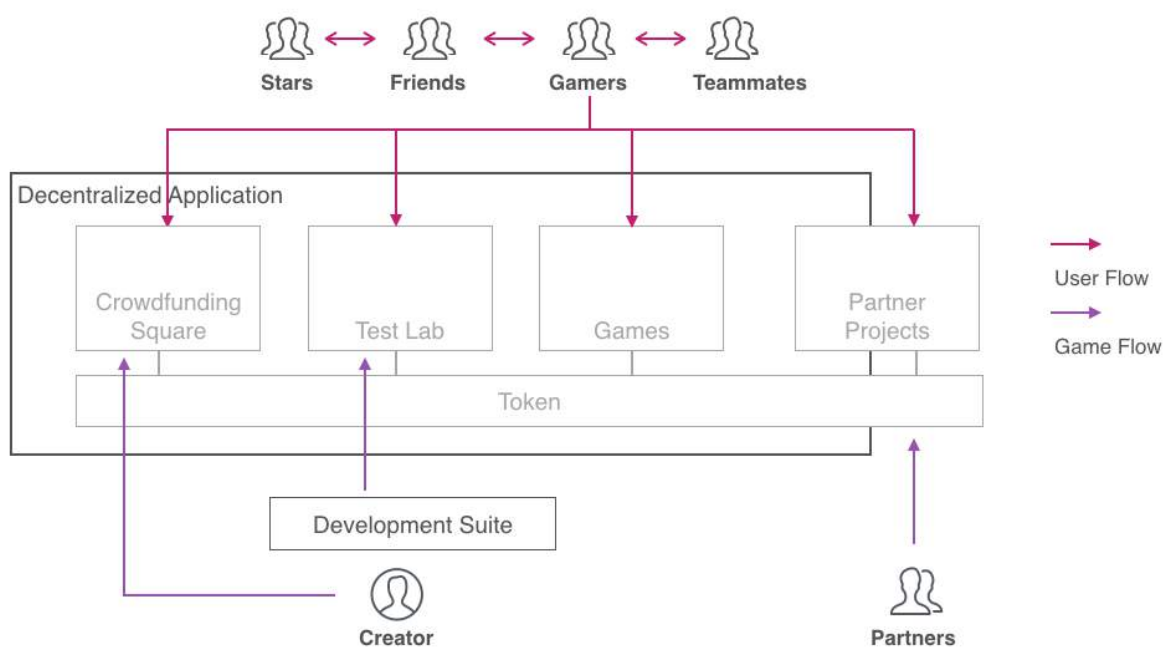 Stars
Friends
Gamers
Teammates
Decentralized Application
Crowdfunding
Square
Test Lab
Games
Partner
Projects
User Flow
Game Flow
Token
Development Suite
Creator
Partners